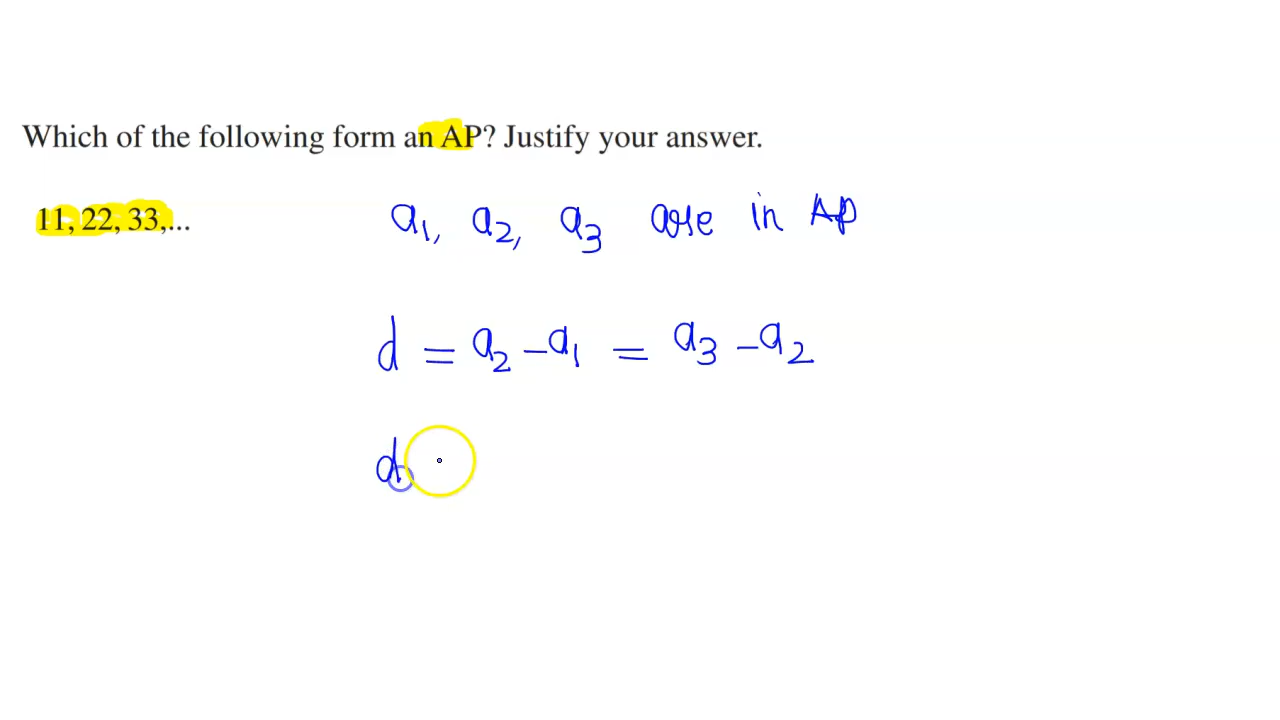 Which of the following form an AP? Justify your answer.
11, 22, 33,... a₁, a₂, a₃ are in AP
d = a₂ - a₁ = a₃ - a₂
d